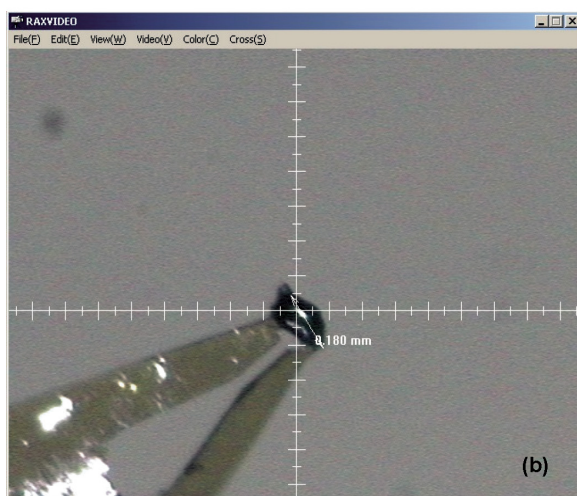 RAXVIDEO
File(F) Edit(E) View(W) Video(V) Color(C) Cross(S)
0.180 mm
(b)